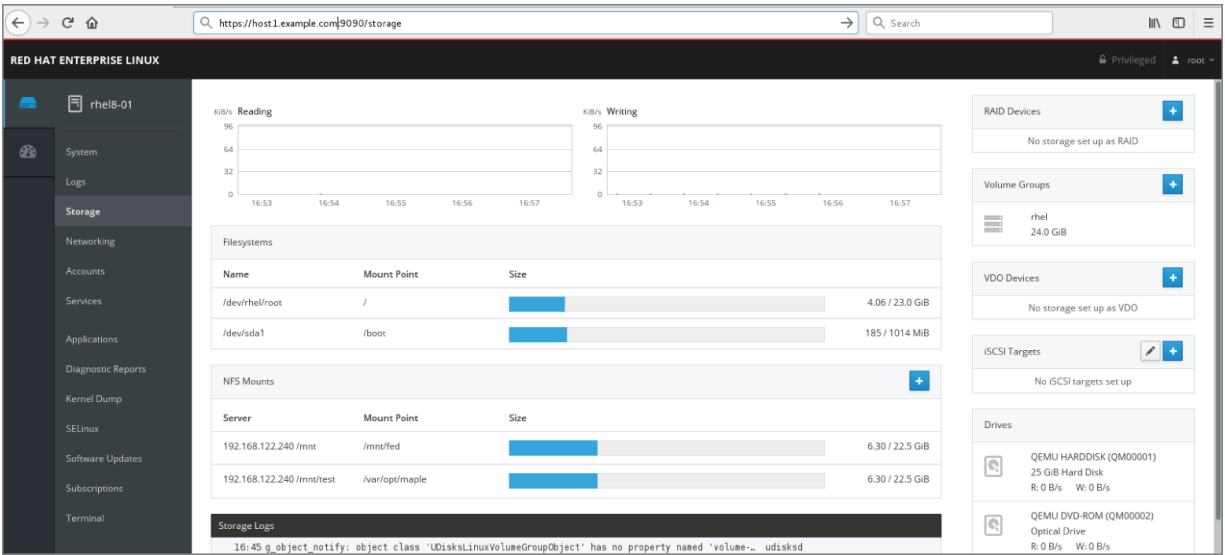 https://host1.example.com:9090/storage
Search
RED HAT ENTERPRISE LINUX
Privileged
root
rhel8-01
System
Logs
Storage
Networking
Accounts
Services
Applications
Diagnostic Reports
Kernel Dump
SELinux
Software Updates
Subscriptions
Terminal
KiB/s Reading
96
64
32
0
16:53 16:54 16:55 16:56 16:57
KiB/s Writing
96
64
32
0
16:53 16:54 16:55 16:56 16:57
Filesystems
Name Mount Point Size
/dev/rhel/root / 4.06 / 23.0 GiB
/dev/sda1 /boot 185 / 1014 MiB
NFS Mounts
Server Mount Point Size
192.168.122.240 /mnt /mnt/fed 6.30 / 22.5 GiB
192.168.122.240 /mnt/test /var/opt/maple 6.30 / 22.5 GiB
Storage Logs
16:45 g_object_notify: object class 'UDisksLinuxVolumeGroupObject' has no property named 'volume-… udisksd
RAID Devices
No storage set up as RAID
Volume Groups
rhel
24.0 GiB
VDO Devices
No storage set up as VDO
iSCSI Targets
No iSCSI targets set up
Drives
QEMU HARDDISK (QM00001)
25 GiB Hard Disk
R: 0 B/s W: 0 B/s
QEMU DVD-ROM (QM00002)
Optical Drive
R: 0 B/s W: 0 B/s